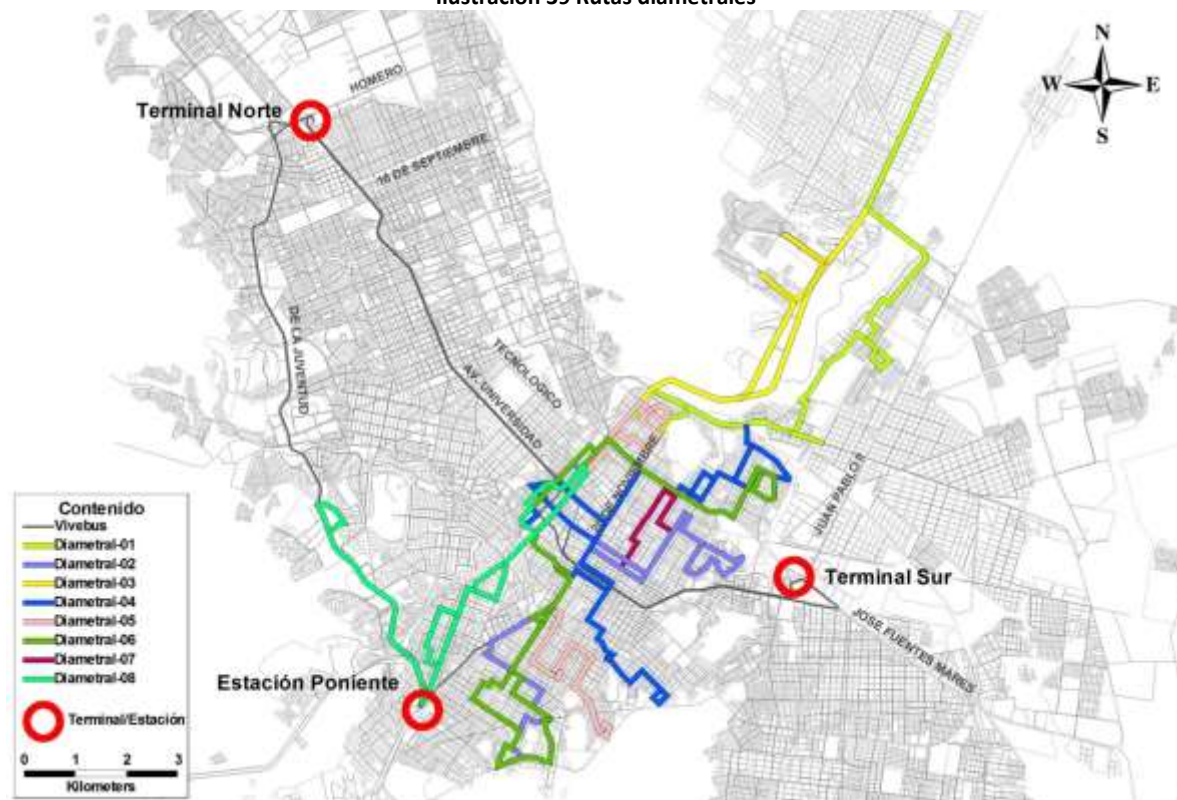 Ilustración 39 Rutas diametrales
N
W E
S
HOMERO
Terminal Norte
16 DE SEPTIEMBRE
DE LA JUVENTUD
TECNOLOGICO
AV. UNIVERSIDAD
NOVIEMBRE
JUAN PABLO II
Terminal Sur
JOSE FUENTES MARES
Estación Poniente
Contenido
Vivebus
Diametral-01
Diametral-02
Diametral-03
Diametral-04
Diametral-05
Diametral-06
Diametral-07
Diametral-08
Terminal/Estación
0 1 2 3
Kilometers